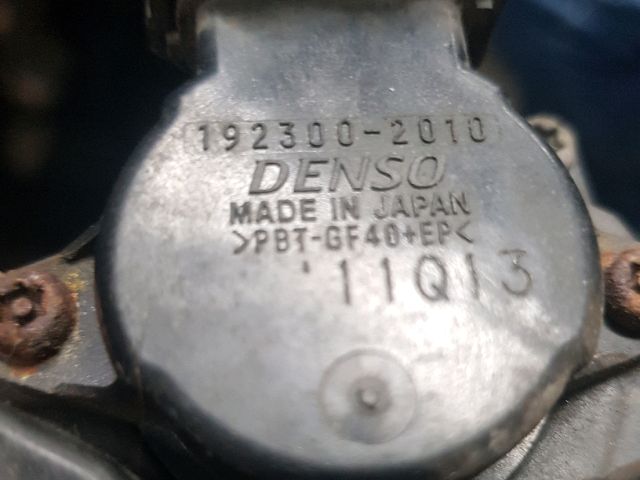 192300-2010
DENSO
MADE IN JAPAN
>PBT-GF40+EP<
'11Q13